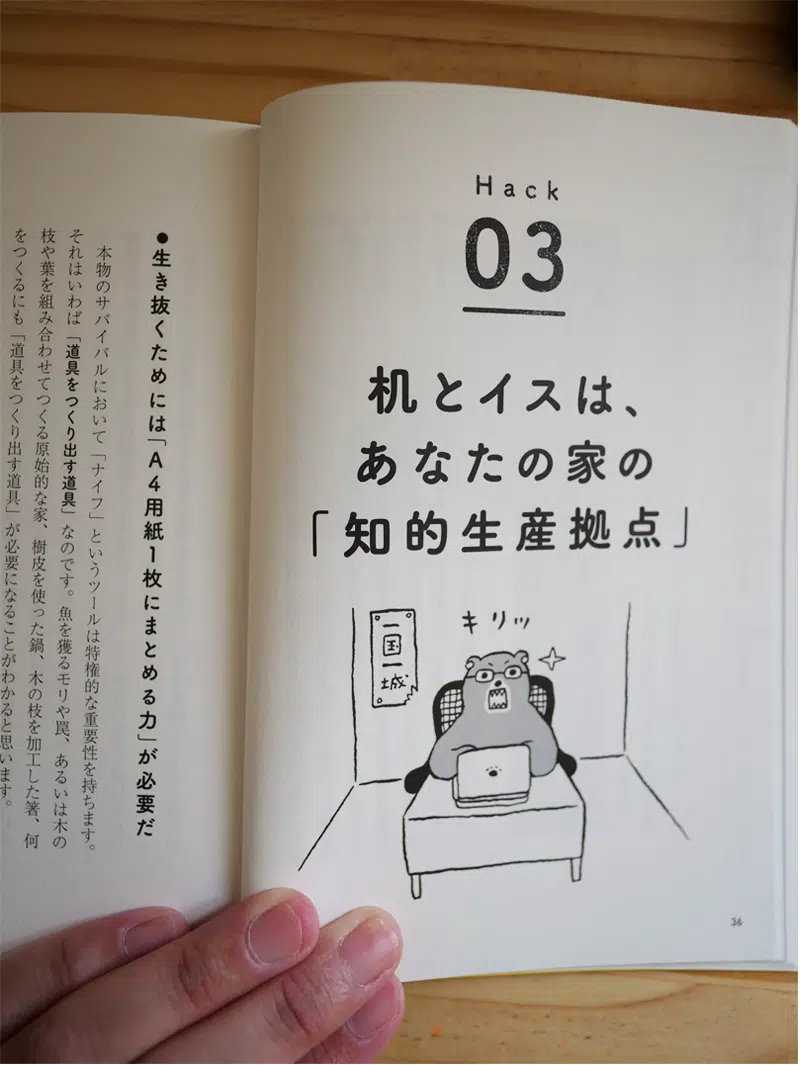 Hack
03
机とイスは、
あなたの家の
「知的生産拠点」
キリッ
一国一城
36
●生き抜くためには「A4用紙1枚にまとめる力」が必要だ
本物のサバイバルにおいて「ナイフ」というツールは特権的な重要性を持ちます。
それはいわば「道具をつくり出す道具」なのです。魚を獲るモリや罠、あるいは木の
枝や葉を組み合わせてつくる原始的な家、樹皮を使った鍋、木の枝を加工した箸、何
をつくるにも「道具をつくり出す道具」が必要になることがわかると思います。